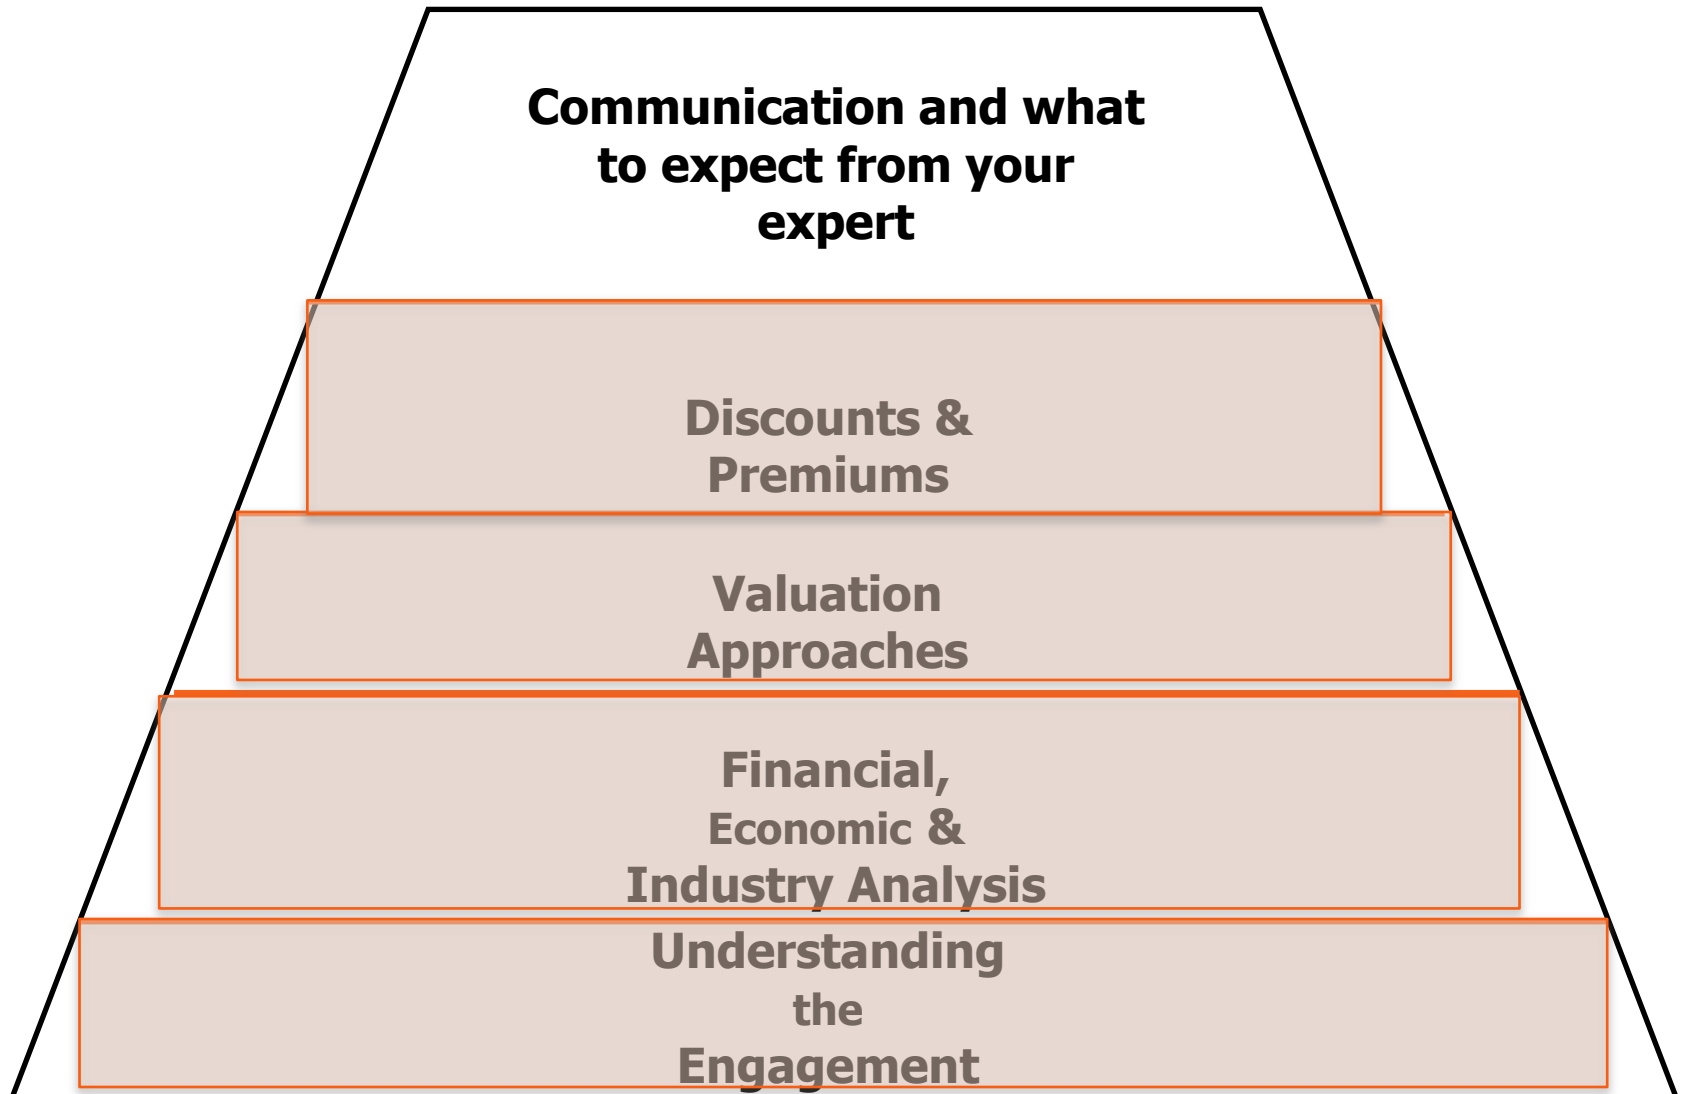 Communication and what
to expect from your
expert
Discounts &
Premiums
Valuation
Approaches
Financial,
Economic &
Industry Analysis
Understanding
the
Engagement